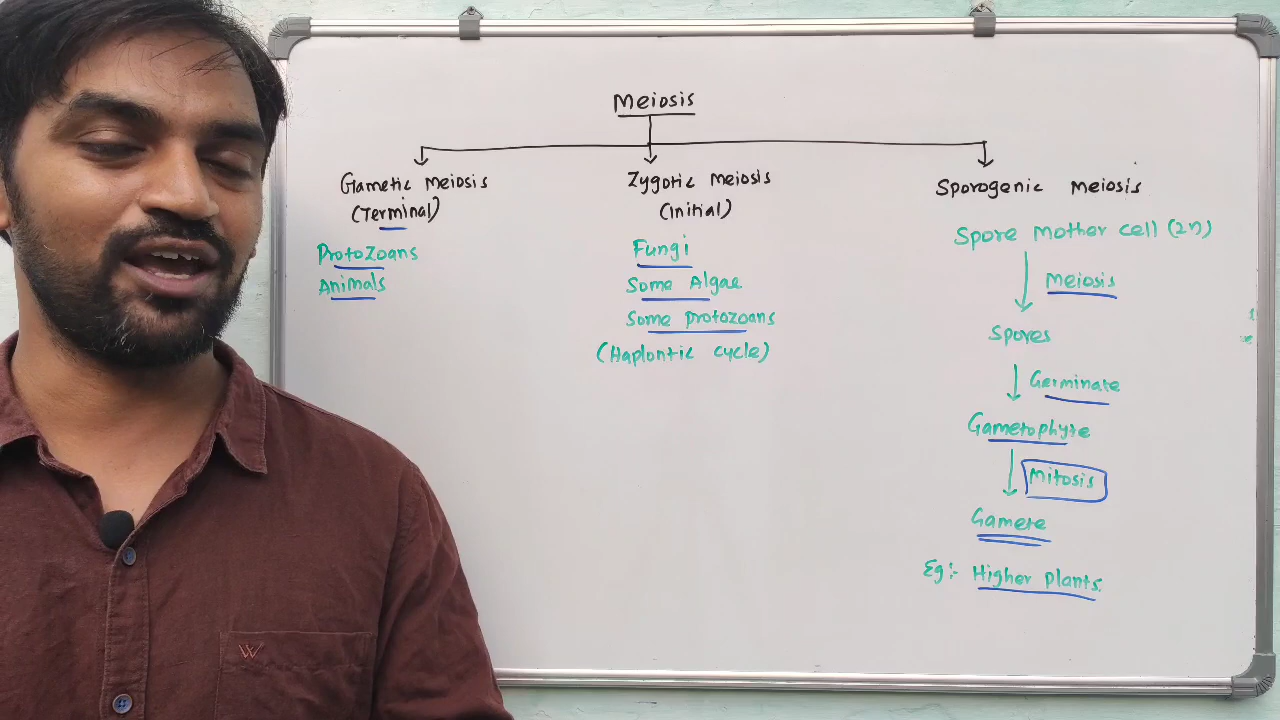 Meiosis
Gametic meiosis
(Terminal)
Protozoans
Animals
Zygotic meiosis
(Initial)
Fungi
Some Algae
Some protozoans
(Haplontic cycle)
Sporogenic meiosis
Spore mother cell (2n)
Meiosis
Spores
Germinate
Gametophyte
Mitosis
Gamete
Eg:- Higher plants.
W